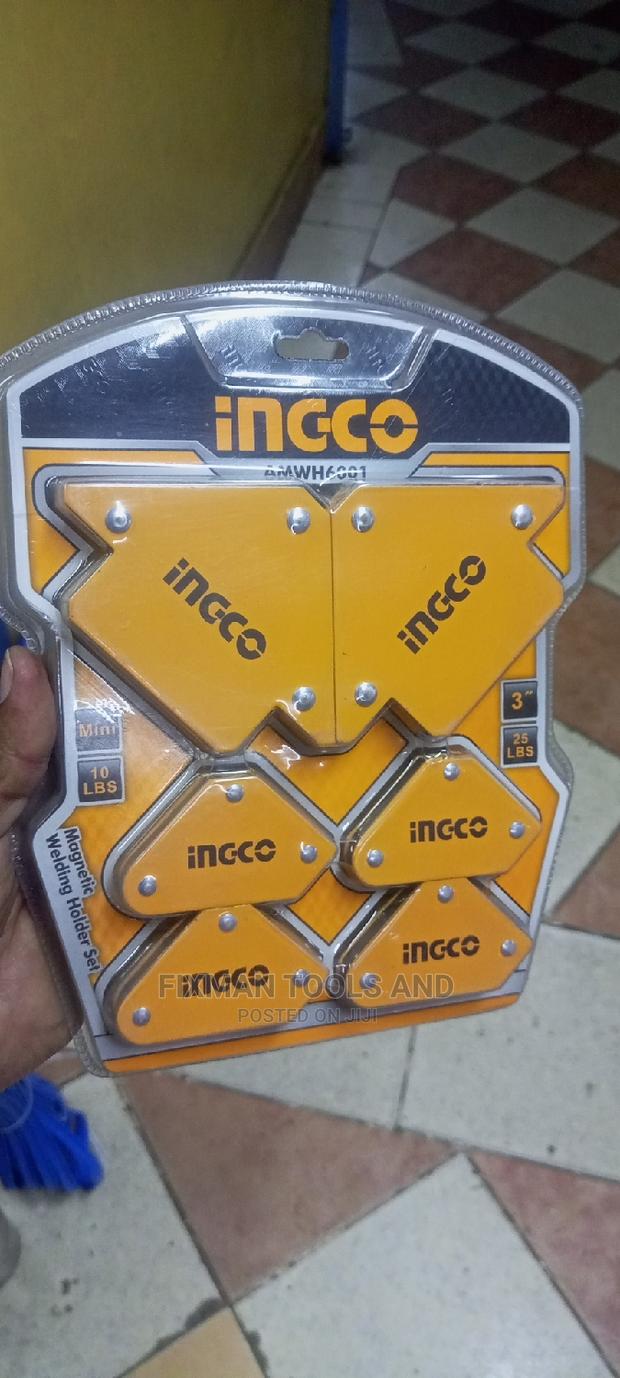 INGCO
AMWH6001
INGCO
INGCO
Mini
10
LBS
3"
25
LBS
INGCO
INGCO
Magnetic
Welding Holder Set
INGCO
INGCO
FIXMAN TOOLS AND
POSTED ON JIJI